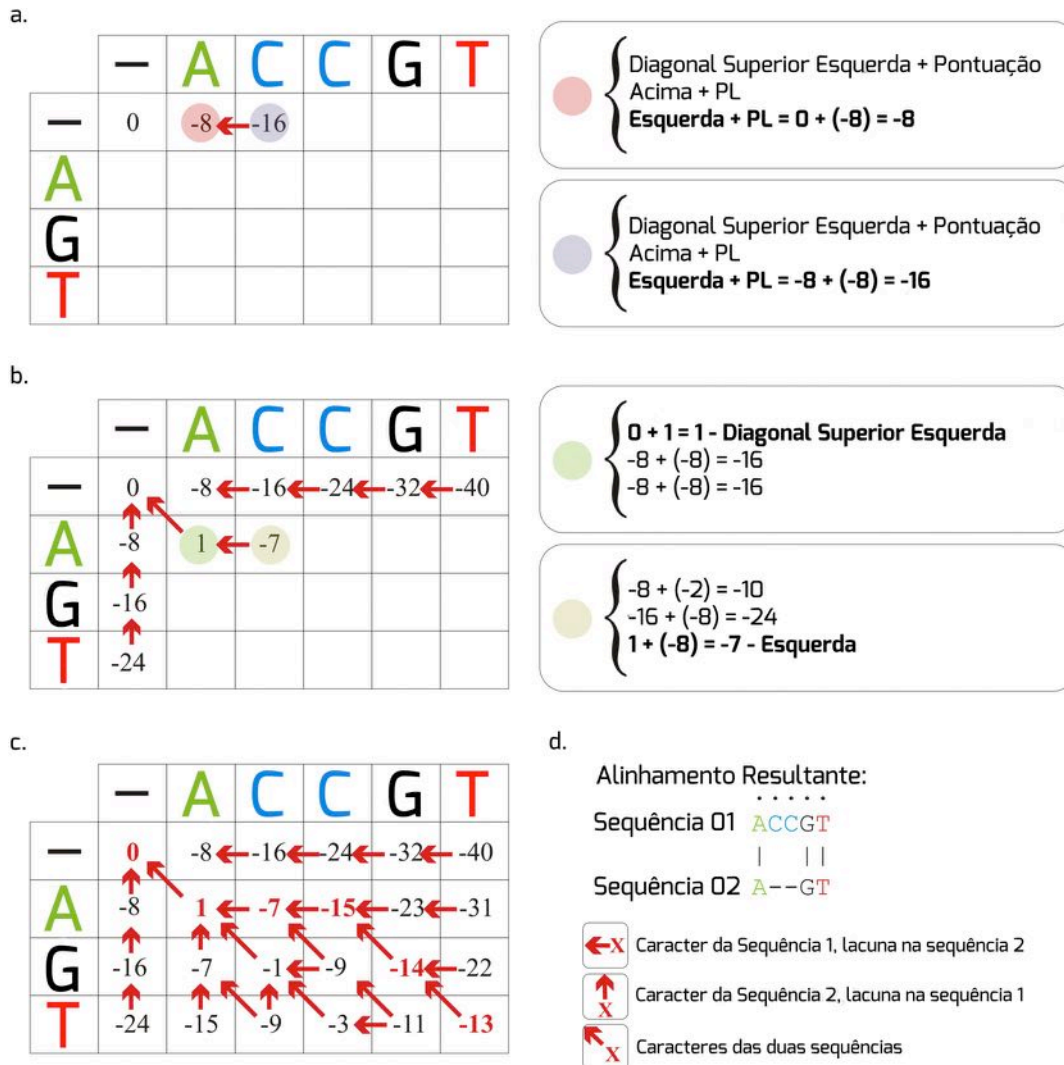 a.
– A C C G T
– 0 -8 -16
A
G
T
Diagonal Superior Esquerda + Pontuação
Acima + PL
Esquerda + PL = 0 + (-8) = -8
Diagonal Superior Esquerda + Pontuação
Acima + PL
Esquerda + PL = -8 + (-8) = -16
b.
– A C C G T
– 0 -8 -16 -24 -32 -40
A -8 1 -7
G -16
T -24
0 + 1 = 1 - Diagonal Superior Esquerda
-8 + (-8) = -16
-8 + (-8) = -16
-8 + (-2) = -10
-16 + (-8) = -24
1 + (-8) = -7 - Esquerda
c.
– A C C G T
– 0 -8 -16 -24 -32 -40
A -8 1 -7 -15 -23 -31
G -16 -7 -1 -9 -14 -22
T -24 -15 -9 -3 -11 -13
d.
Alinhamento Resultante:
Sequência 01 ACCGT
Sequência 02 A--GT
X Caracter da Sequência 1, lacuna na sequência 2
X Caracter da Sequência 2, lacuna na sequência 1
X Caracteres das duas sequências